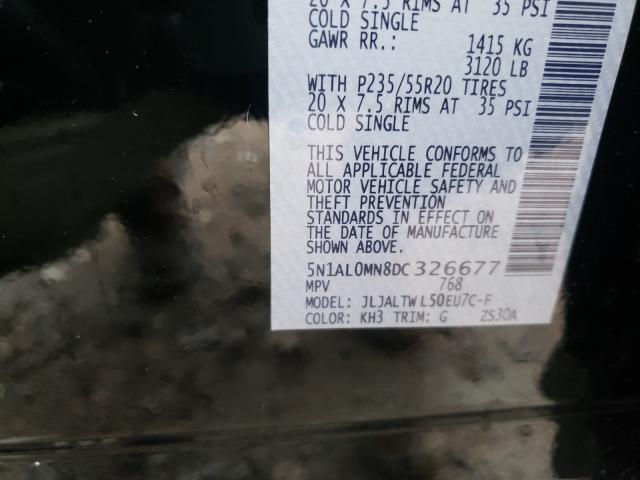 20 X 7.5 RIMS AT 35 PSI
COLD SINGLE
GAWR RR.: 1415 KG
3120 LB
WITH P235/55R20 TIRES
20 X 7.5 RIMS AT 35 PSI
COLD SINGLE
THIS VEHICLE CONFORMS TO
ALL APPLICABLE FEDERAL
MOTOR VEHICLE SAFETY AND
THEFT PREVENTION
STANDARDS IN EFFECT ON
THE DATE OF MANUFACTURE
SHOWN ABOVE.
5N1AL0MN8DC 326677
MPV 768
MODEL: JLJALTW L50EU7C-F
COLOR: KH3 TRIM: G ZS30A